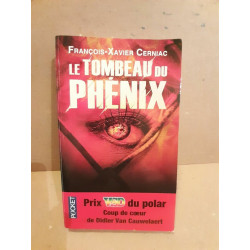 FRANÇOIS-XAVIER CERNIAC
LE TOMBEAU DU
PHÉNIX
POCKET
Prix du polar
Coup de cœur
de Didier Van Cauwelaert